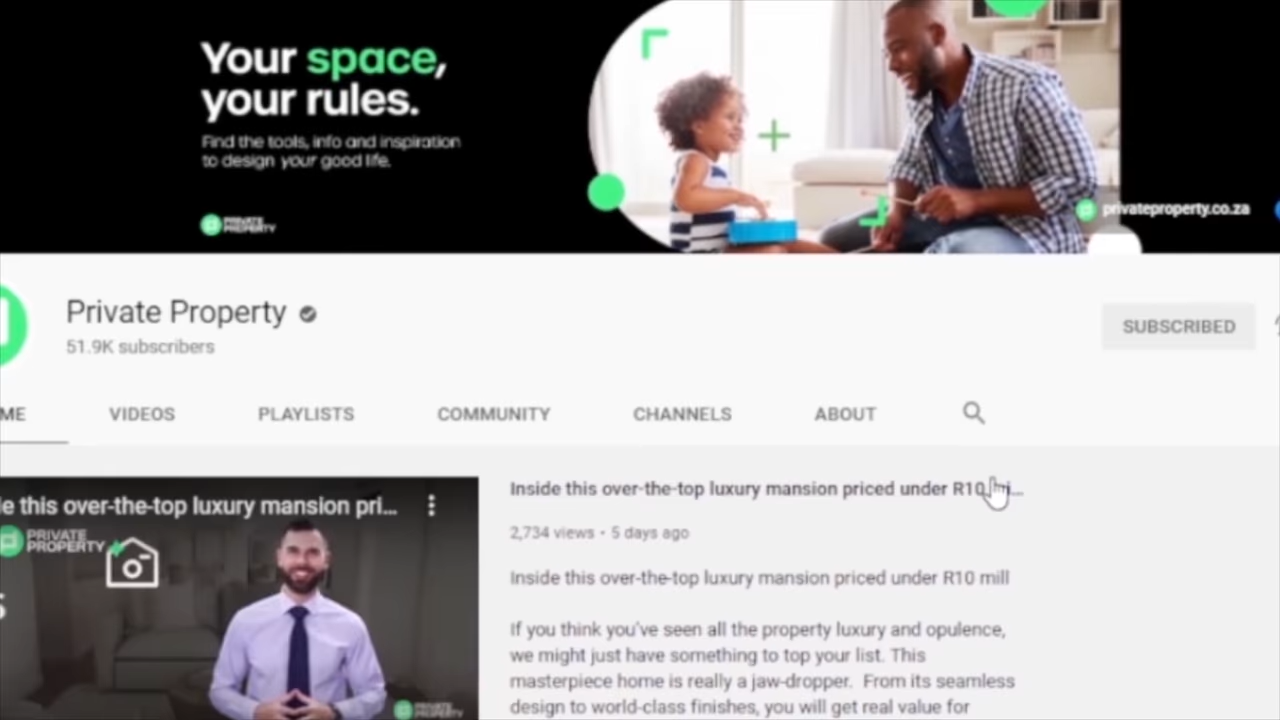 Your space,
your rules.
Find the tools, info and inspiration
to design your good life.
PRIVATE
PROPERTY
privateproperty.co.za
Private Property
51.9K subscribers
SUBSCRIBED
ME
VIDEOS
PLAYLISTS
COMMUNITY
CHANNELS
ABOUT
e this over-the-top luxury mansion pri...
PRIVATE
PROPERTY
PRIVATE
PROPERTY
Inside this over-the-top luxury mansion priced under R10 mi...
2,734 views • 5 days ago
Inside this over-the-top luxury mansion priced under R10 mill
If you think you've seen all the property luxury and opulence,
we might just have something to top your list. This
masterpiece home is really a jaw-dropper. From its seamless
design to world-class finishes, you will get real value for